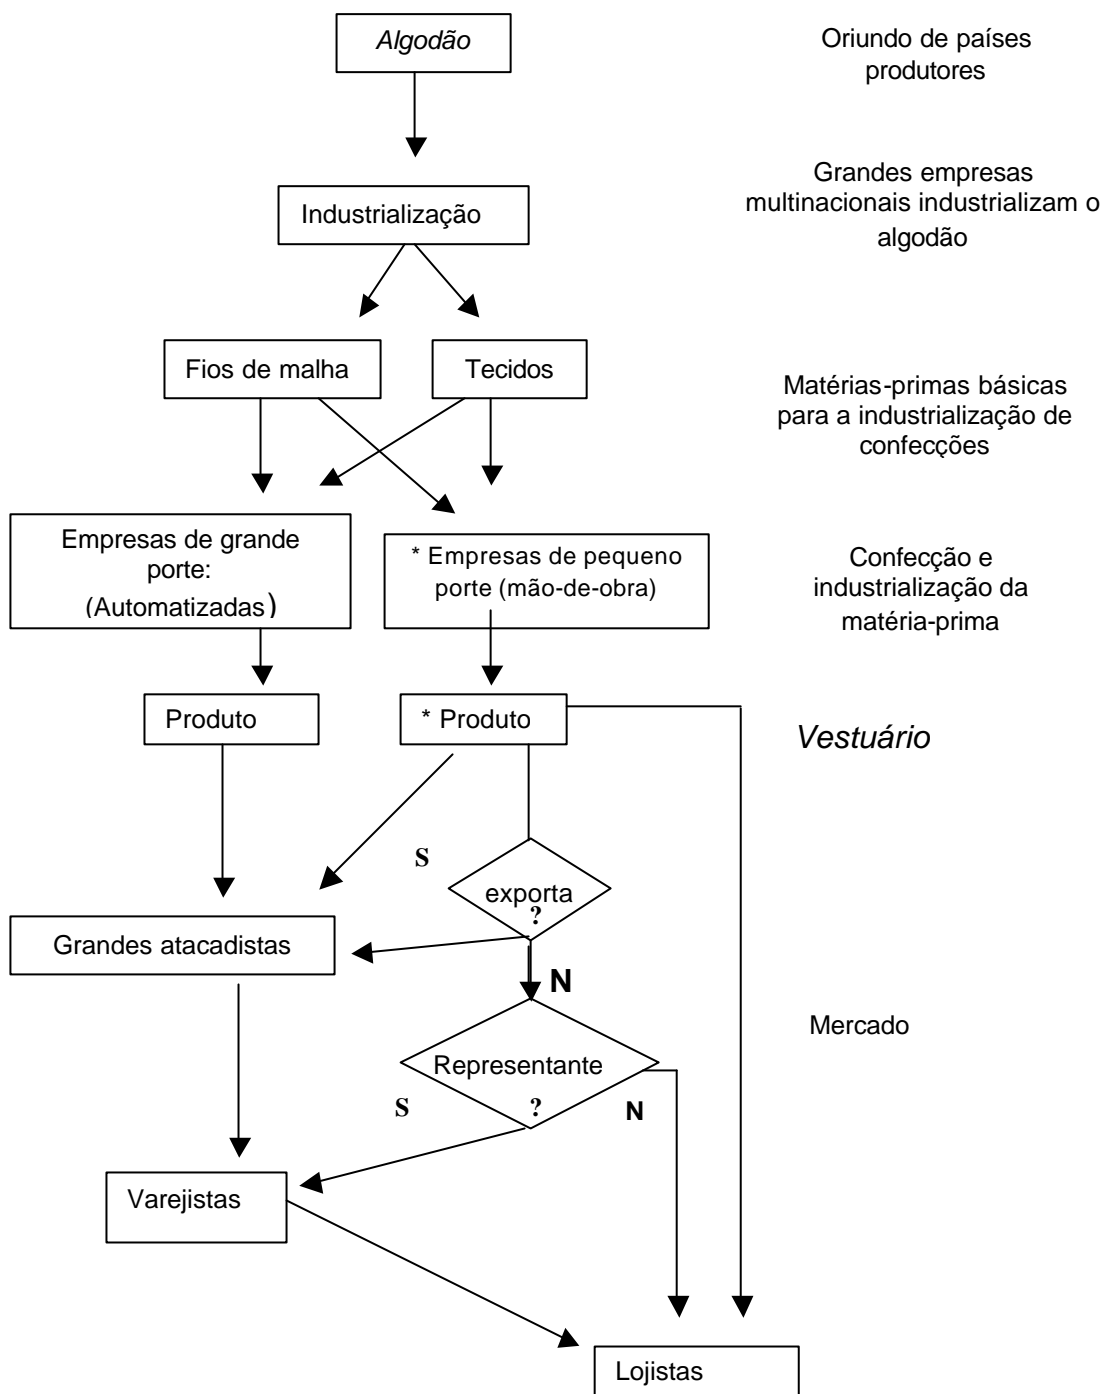 Algodão
Oriundo de países
produtores
Industrialização
Grandes empresas
multinacionais industrializam o
algodão
Fios de malha
Tecidos
Matérias-primas básicas
para a industrialização de
confecções
Empresas de grande
porte:
(Automatizadas)
* Empresas de pequeno
porte (mão-de-obra)
Confecção e
industrialização da
matéria-prima
Produto
* Produto
Vestuário
S
exporta
?
Grandes atacadistas
N
Mercado
Representante
S
?
N
Varejistas
Lojistas